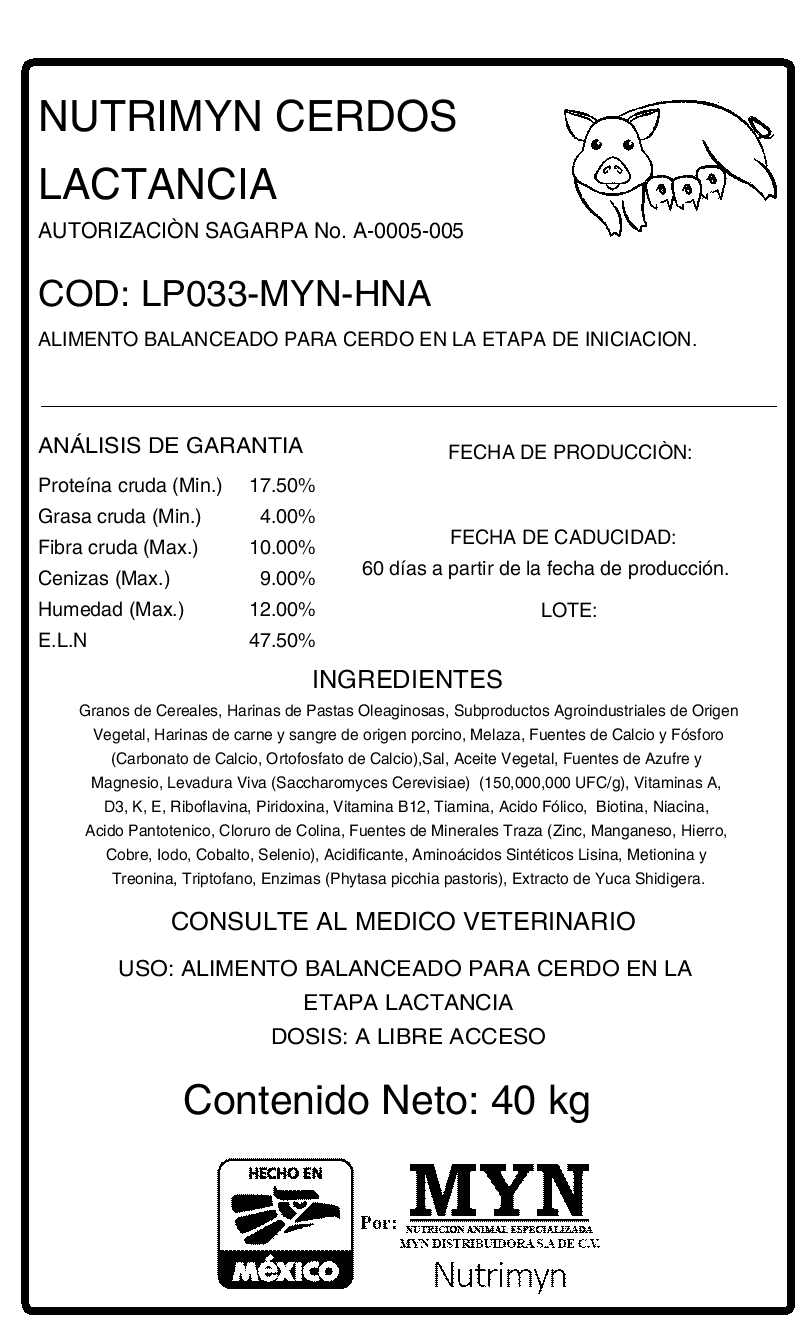 NUTRIMYN CERDOS
LACTANCIA
AUTORIZACIÒN SAGARPA No. A-0005-005
COD: LP033-MYN-HNA
ALIMENTO BALANCEADO PARA CERDO EN LA ETAPA DE INICIACION.
ANÁLISIS DE GARANTIA
Proteína cruda (Min.) 17.50%
Grasa cruda (Min.) 4.00%
Fibra cruda (Max.) 10.00%
Cenizas (Max.) 9.00%
Humedad (Max.) 12.00%
E.L.N 47.50%
FECHA DE PRODUCCIÒN:
FECHA DE CADUCIDAD:
60 días a partir de la fecha de producción.
LOTE:
INGREDIENTES
Granos de Cereales, Harinas de Pastas Oleaginosas, Subproductos Agroindustriales de Origen
Vegetal, Harinas de carne y sangre de origen porcino, Melaza, Fuentes de Calcio y Fósforo
(Carbonato de Calcio, Ortofosfato de Calcio),Sal, Aceite Vegetal, Fuentes de Azufre y
Magnesio, Levadura Viva (Saccharomyces Cerevisiae) (150,000,000 UFC/g), Vitaminas A,
D3, K, E, Riboflavina, Piridoxina, Vitamina B12, Tiamina, Acido Fólico, Biotina, Niacina,
Acido Pantotenico, Cloruro de Colina, Fuentes de Minerales Traza (Zinc, Manganeso, Hierro,
Cobre, Iodo, Cobalto, Selenio), Acidificante, Aminoácidos Sintéticos Lisina, Metionina y
Treonina, Triptofano, Enzimas (Phytasa picchia pastoris), Extracto de Yuca Shidigera.
CONSULTE AL MEDICO VETERINARIO
USO: ALIMENTO BALANCEADO PARA CERDO EN LA
ETAPA LACTANCIA
DOSIS: A LIBRE ACCESO
Contenido Neto: 40 kg
HECHO EN
MéXICO
Por:
MYN
NUTRICION ANIMAL ESPECIALIZADA
MYN DISTRIBUIDORA S.A DE C.V.
Nutrimyn